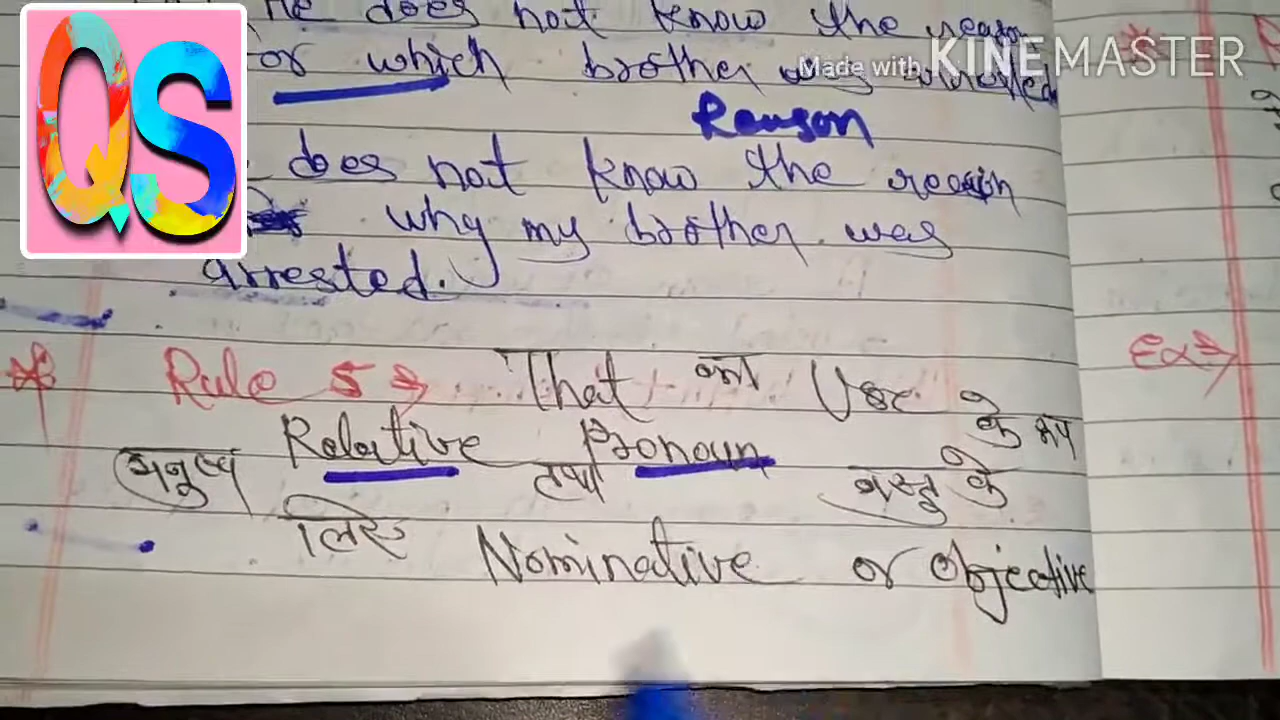 QS
he does not know the reason
for which brother was arrested
Made with KINEMASTER
Reason
does not know the reason
why my brother was
arrested.
* Rule 5 → That का Use
के रूप
Relative Pronoun
मनुष्य तथा वस्तु के
लिए Nominative or Objective
Ex →